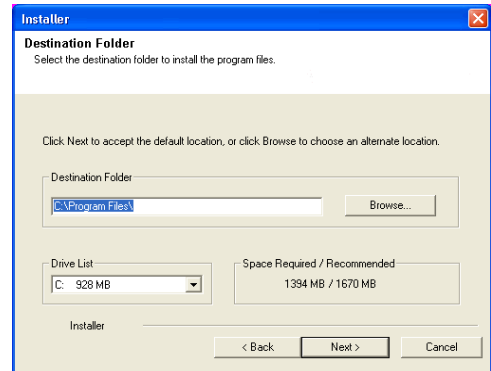 Installer
Destination Folder
Select the destination folder to install the program files.
Click Next to accept the default location, or click Browse to choose an alternate location.
Destination Folder
C:\Program Files\
Browse...
Drive List
C: 928 MB
Space Required / Recommended
1394 MB / 1670 MB
Installer
< Back
Next >
Cancel